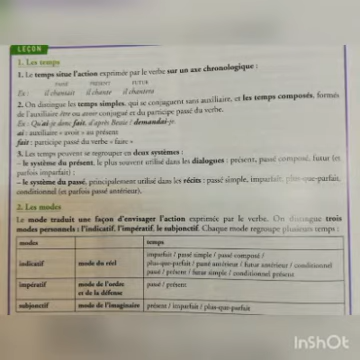 LEÇON
1. Les temps
1. Le temps situe l'action exprimée par le verbe sur un axe chronologique :
PASSÉ PRÉSENT FUTUR
Ex : il chantait il chante il chantera
2. On distingue les temps simples, qui se conjuguent sans auxiliaire, et les temps composés, formés
de l'auxiliaire être ou avoir conjugué et du participe passé du verbe.
Ex : Qu'ai-je donc fait, d'après Bessie ? demandai-je.
ai : auxiliaire « avoir » au présent
fait : participe passé du verbe « faire »
3. Les temps peuvent se regrouper en deux systèmes :
– le système du présent, le plus souvent utilisé dans les dialogues : présent, passé composé, futur (et
parfois imparfait) ;
– le système du passé, principalement utilisé dans les récits : passé simple, imparfait, plus-que-parfait,
conditionnel (et parfois passé antérieur).
2. Les modes
Le mode traduit une façon d'envisager l'action exprimée par le verbe. On distingue trois
modes personnels : l'indicatif, l'impératif, le subjonctif. Chaque mode regroupe plusieurs temps :
modes temps
imparfait / passé simple / passé composé /
indicatif mode du réel plus-que-parfait / passé antérieur / futur antérieur / conditionnel
passé / présent / futur simple / conditionnel présent
impératif mode de l'ordre passé / présent
et de la défense
subjonctif mode de l'imaginaire présent / imparfait / plus-que-parfait
InShOt